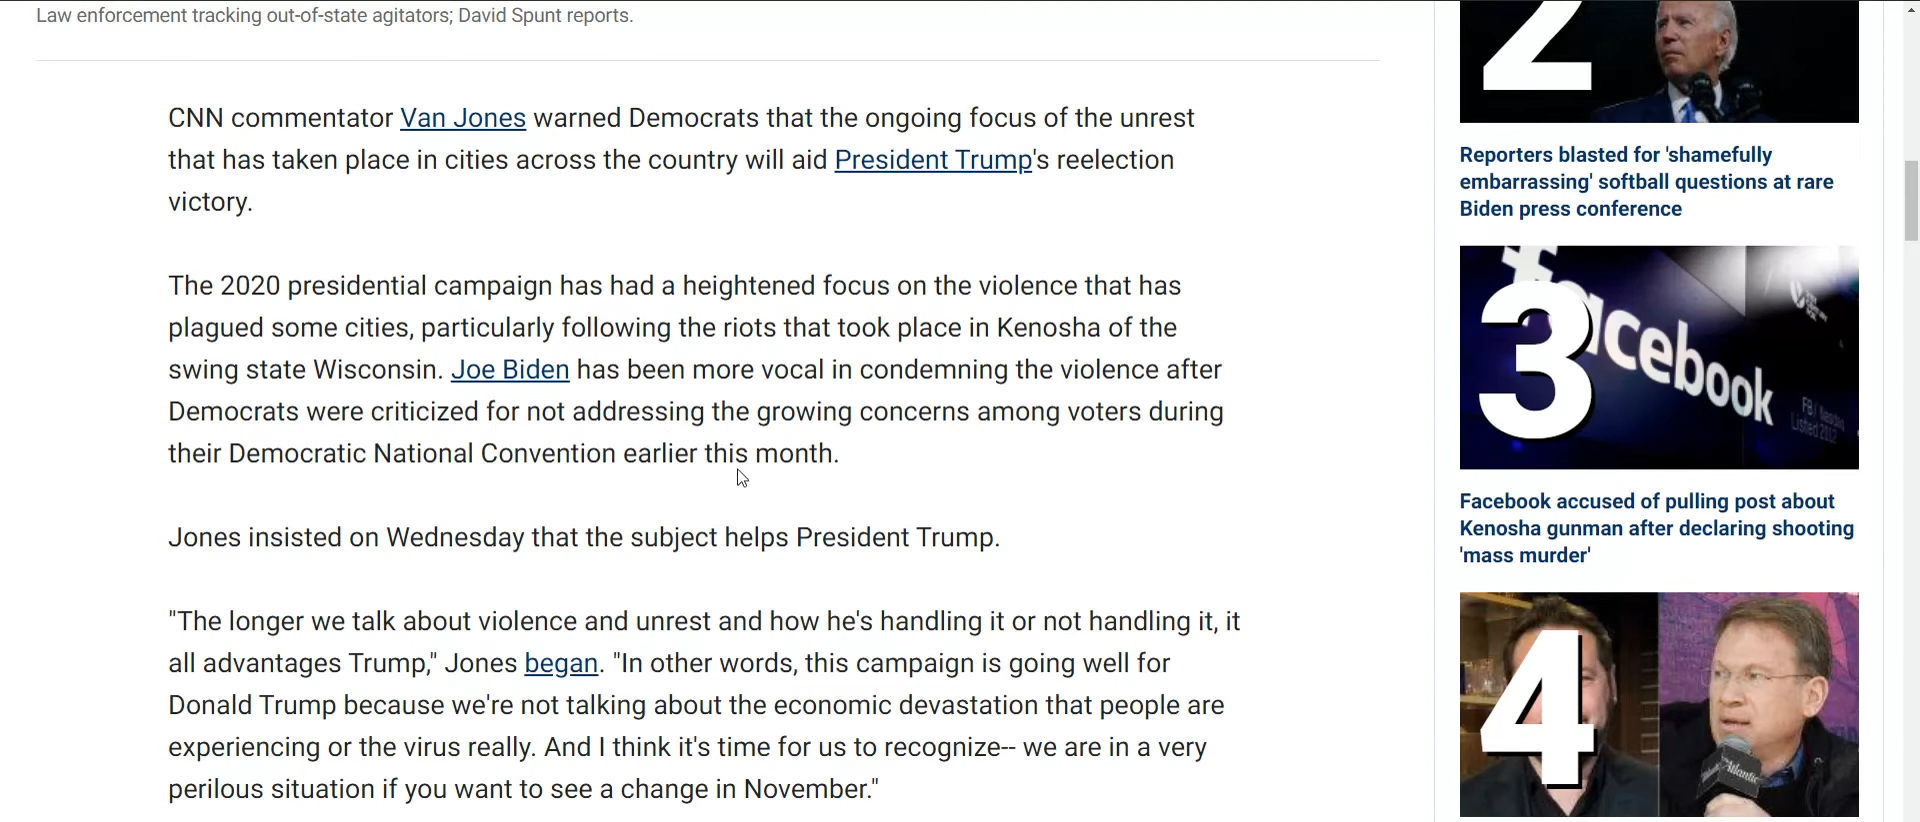 Law enforcement tracking out-of-state agitators; David Spunt reports.
CNN commentator Van Jones warned Democrats that the ongoing focus of the unrest
that has taken place in cities across the country will aid President Trump's reelection
victory.
The 2020 presidential campaign has had a heightened focus on the violence that has
plagued some cities, particularly following the riots that took place in Kenosha of the
swing state Wisconsin. Joe Biden has been more vocal in condemning the violence after
Democrats were criticized for not addressing the growing concerns among voters during
their Democratic National Convention earlier this month.
Jones insisted on Wednesday that the subject helps President Trump.
"The longer we talk about violence and unrest and how he's handling it or not handling it, it
all advantages Trump," Jones began. "In other words, this campaign is going well for
Donald Trump because we're not talking about the economic devastation that people are
experiencing or the virus really. And I think it's time for us to recognize-- we are in a very
perilous situation if you want to see a change in November."
2
Reporters blasted for 'shamefully
embarrassing' softball questions at rare
Biden press conference
3
facebook
Listed 2012
Facebook accused of pulling post about
Kenosha gunman after declaring shooting
'mass murder'
4
Atlantic